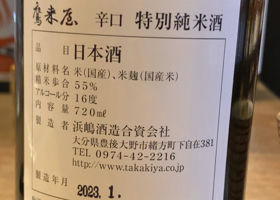 鷹来屋 辛口 特別純米酒
品目 日本酒
原材料名 米(国産)、米麹(国産米)
精米歩合 55%
アルコール分 16度
内容量 720ml
製造者 浜嶋酒造合資会社
大分県豊後大野市緒方町下自在381
TEL 0974-42-2216
http://www.takakiya.co.jp
製造年月 2023.1.